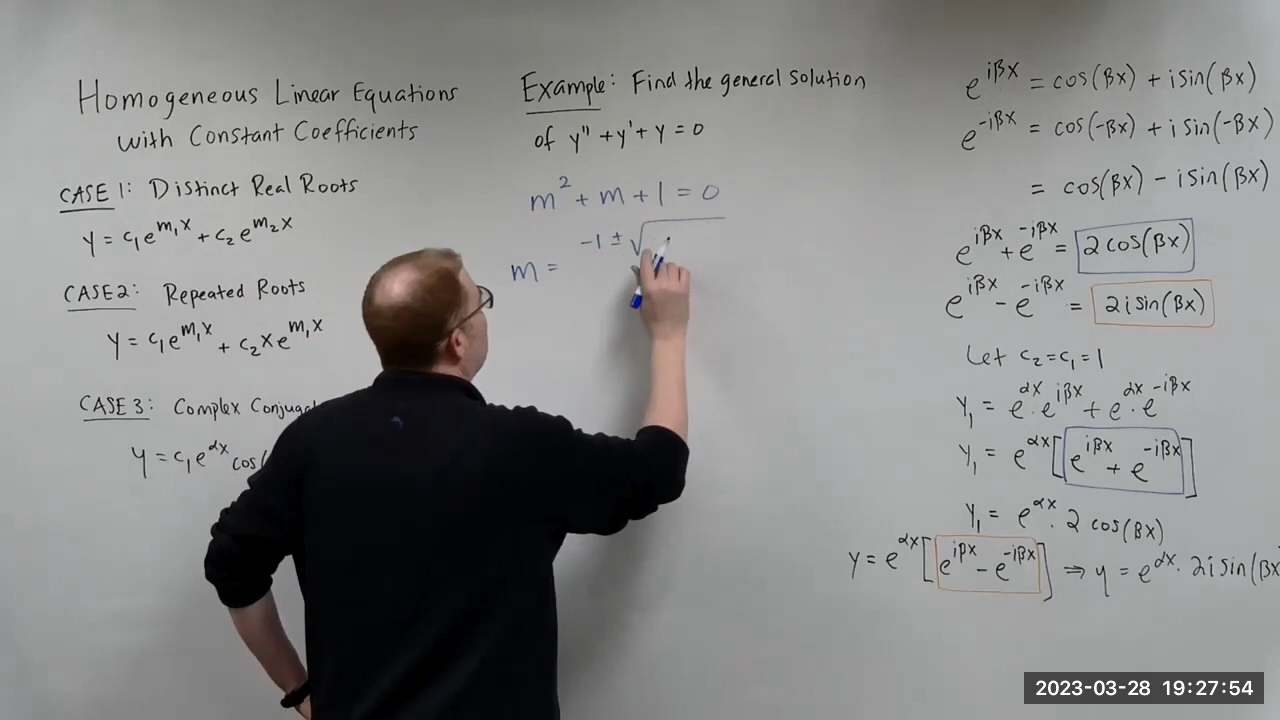 Homogeneous Linear Equations
with Constant Coefficients
CASE 1: Distinct Real Roots
y = c₁e^{m₁x} + c₂e^{m₂x}
CASE 2: Repeated Roots
y = c₁e^{m₁x} + c₂xe^{m₁x}
CASE 3: Complex
y = c₁e^{αx} cos(
Example: Find the general solution
of y'' + y' + y = 0
m² + m + 1 = 0
m = -1 ± √
e^{iβx} = cos(βx) + i sin(βx)
e^{-iβx} = cos(-βx) + i sin(-βx)
= cos(βx) - i sin(βx)
e^{iβx} + e^{-iβx} = 2 cos(βx)
e^{iβx} - e^{-iβx} = 2i sin(βx)
Let c₂ = c₁ = 1
y₁ = e^{αx} · e^{iβx} + e^{αx} · e^{-iβx}
y₁ = e^{αx} [e^{iβx} + e^{-iβx}]
y₁ = e^{αx} · 2 cos(βx)
y = e^{αx} [e^{iβx} - e^{-iβx}] ⇒ y = e^{αx} · 2i sin(βx
2023-03-28 19:27:54